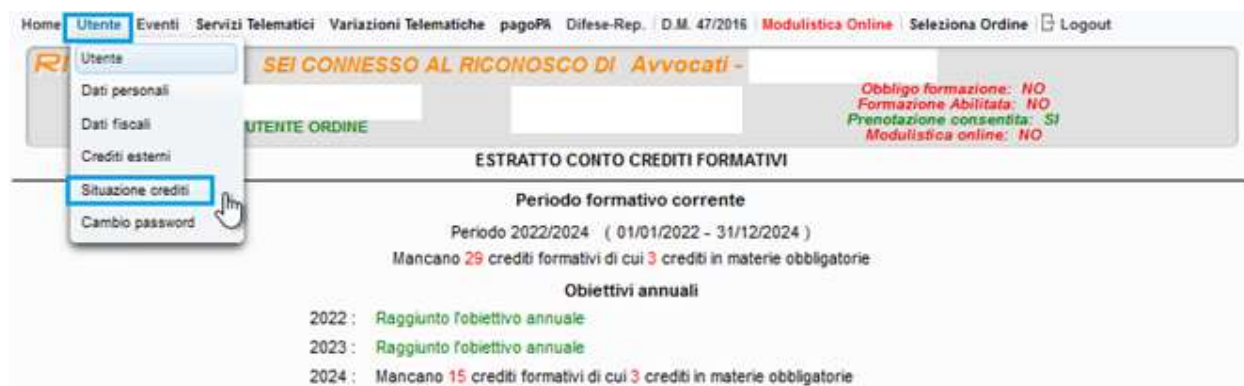 Home Utente Eventi Servizi Telematici Variazioni Telematiche pagoPA Difese-Rep. D.M. 47/2016 Modulistica Online Seleziona Ordine Logout
Utente
SEI CONNESSO AL RICONOSCO DI Avvocati -
Dati personali
Obbligo formazione: NO
Formazione Abilitata: NO
Dati fiscali
UTENTE ORDINE
Prenotazione consentita: SI
Modulistica online: NO
Crediti esterni
ESTRATTO CONTO CREDITI FORMATIVI
Situazione crediti
Periodo formativo corrente
Cambio password
Periodo 2022/2024 ( 01/01/2022 - 31/12/2024 )
Mancano 29 crediti formativi di cui 3 crediti in materie obbligatorie
Obiettivi annuali
2022 : Raggiunto l'obiettivo annuale
2023 : Raggiunto l'obiettivo annuale
2024 : Mancano 15 crediti formativi di cui 3 crediti in materie obbligatorie